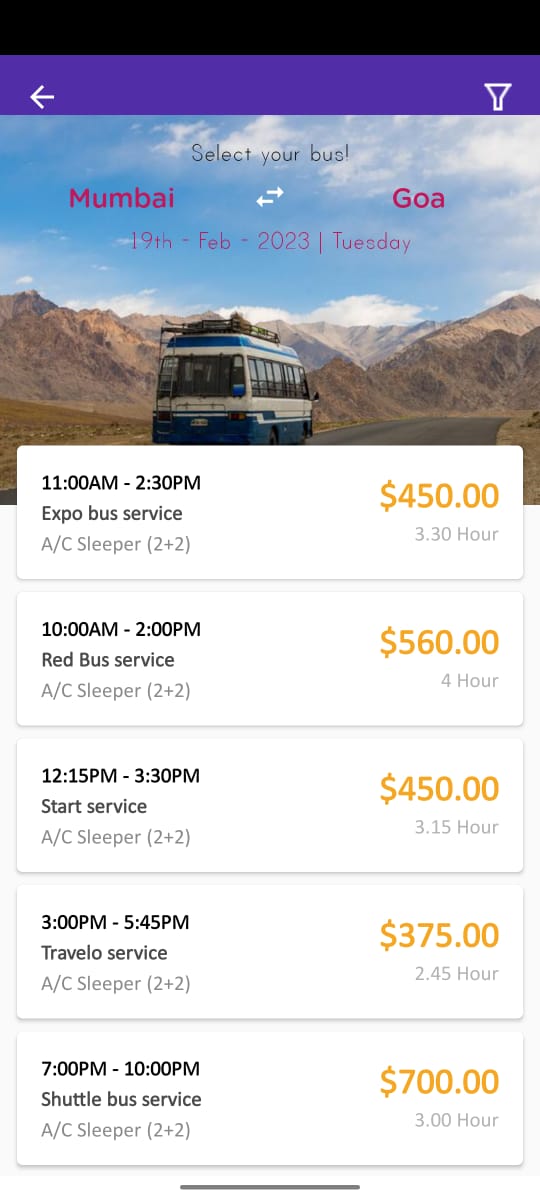 Select your bus!
Mumbai Goa
19th - Feb - 2023 | Tuesday
11:00AM - 2:30PM
$450.00
Expo bus service
3.30 Hour
A/C Sleeper (2+2)
10:00AM - 2:00PM
$560.00
Red Bus service
4 Hour
A/C Sleeper (2+2)
12:15PM - 3:30PM
$450.00
Start service
3.15 Hour
A/C Sleeper (2+2)
3:00PM - 5:45PM
$375.00
Travelo service
2.45 Hour
A/C Sleeper (2+2)
7:00PM - 10:00PM
$700.00
Shuttle bus service
3.00 Hour
A/C Sleeper (2+2)